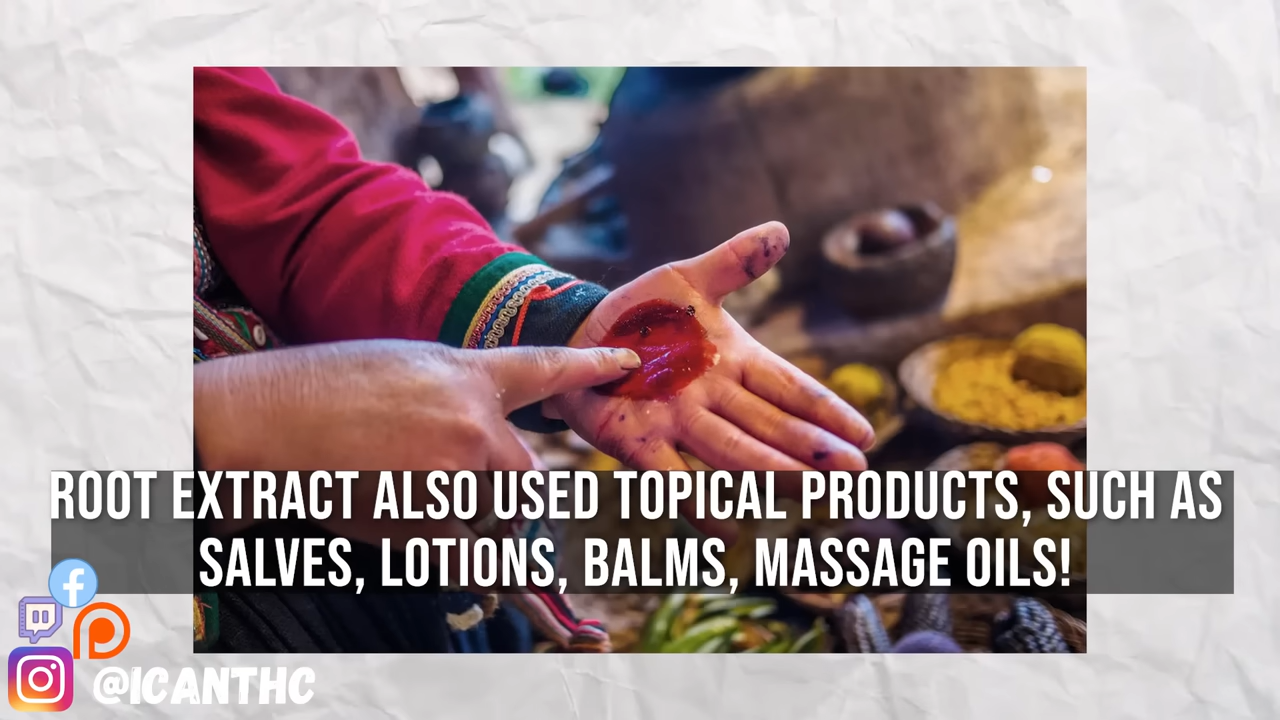 ROOT EXTRACT ALSO USED TOPICAL PRODUCTS, SUCH AS
SALVES, LOTIONS, BALMS, MASSAGE OILS!
@ICANTHC